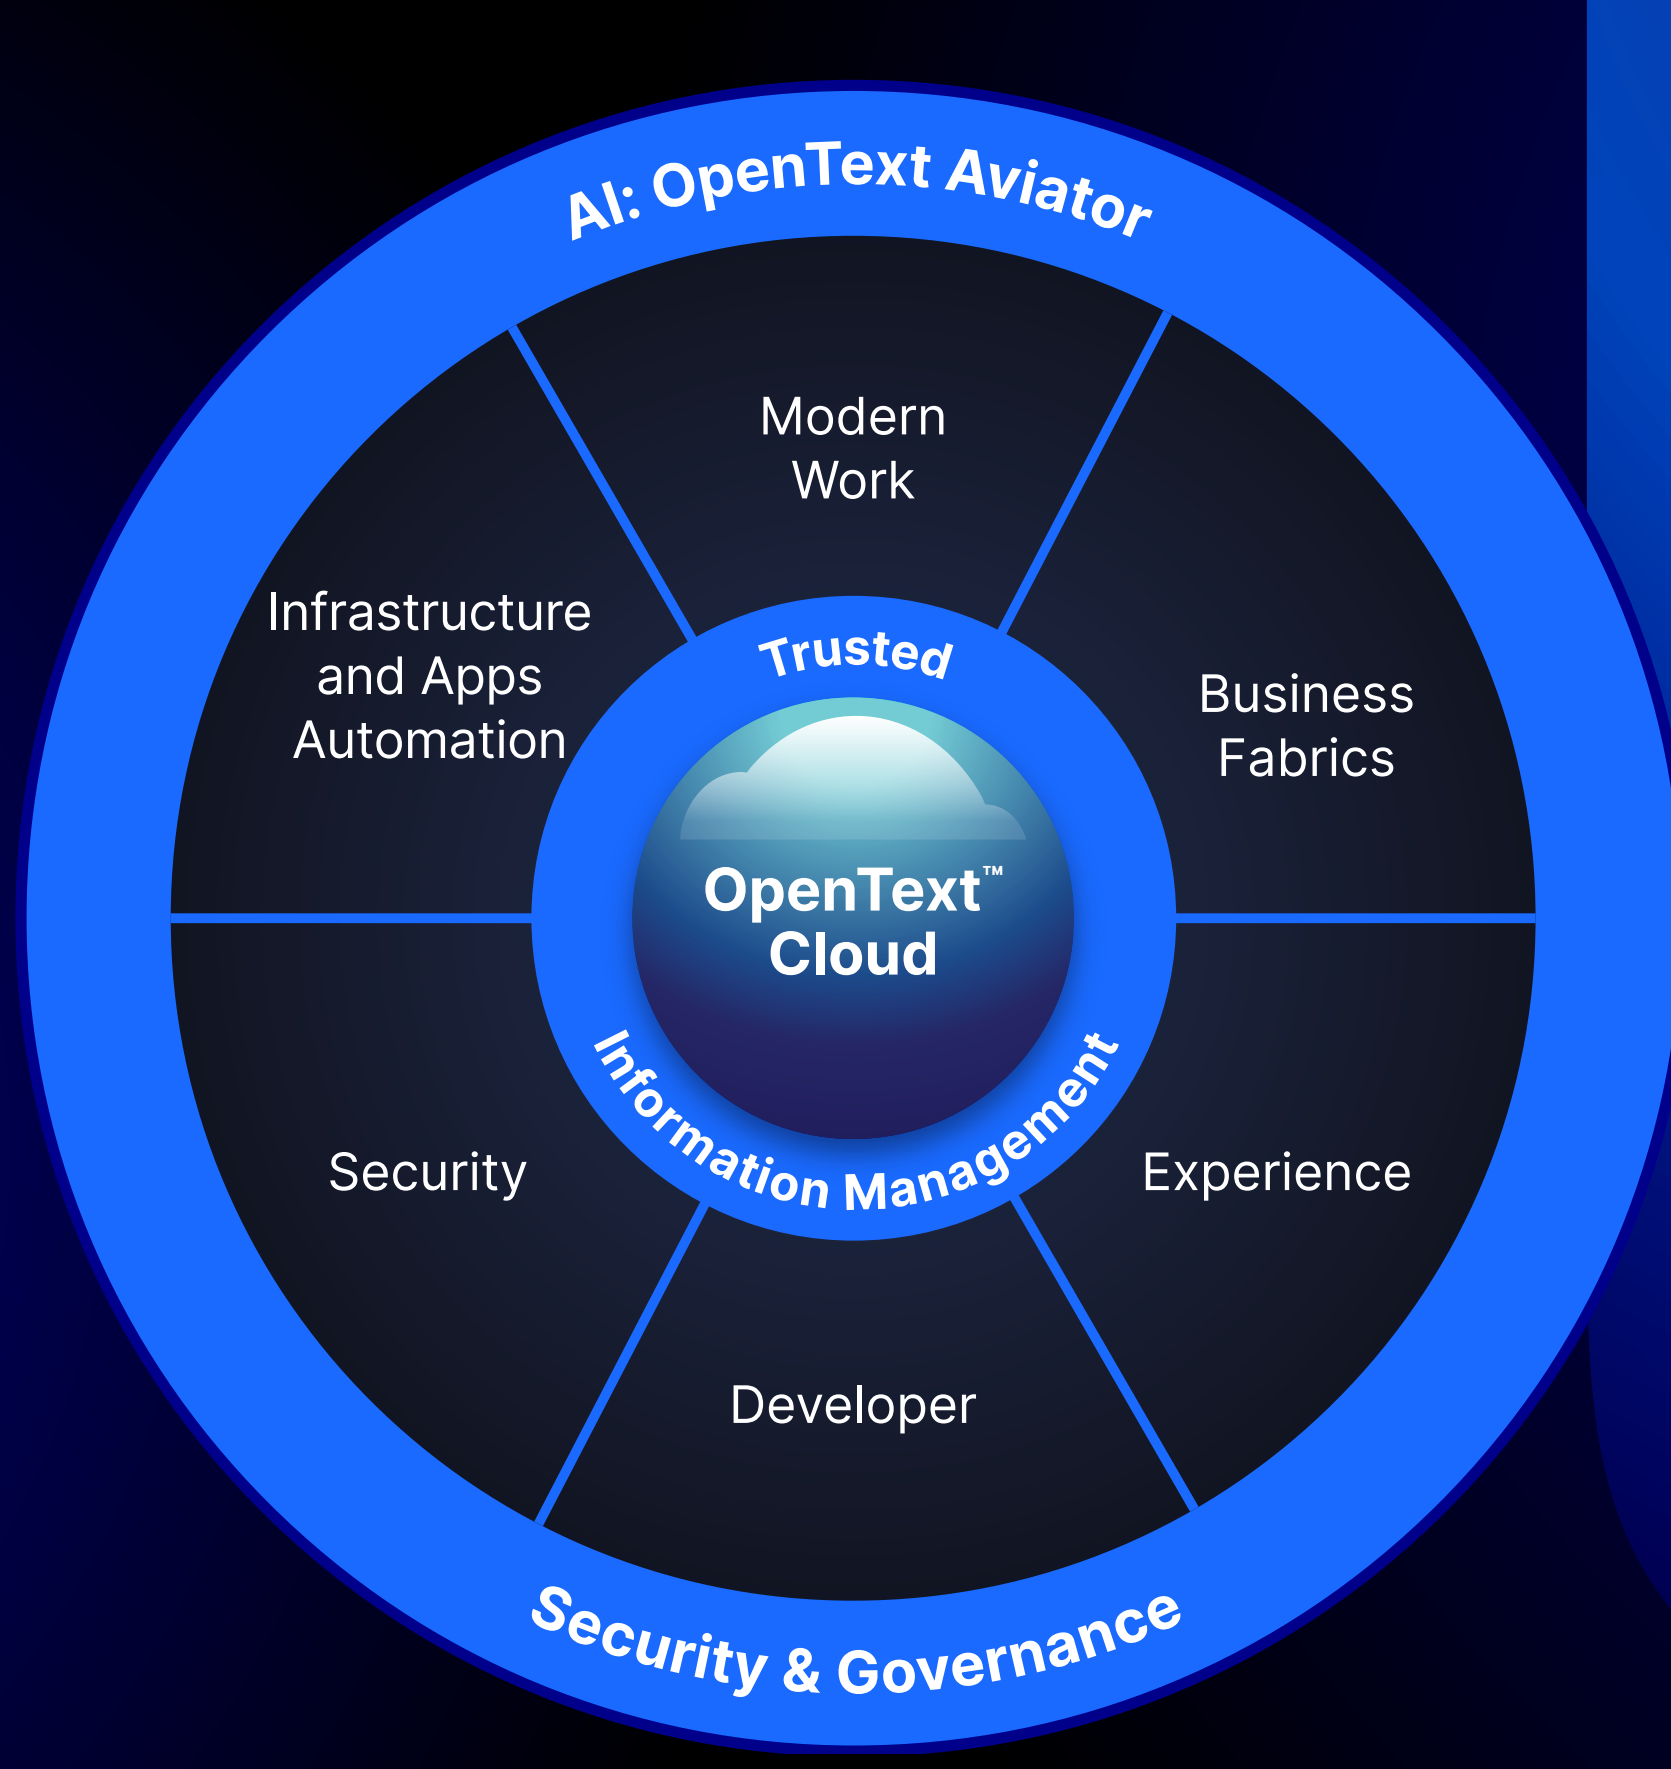 AI: OpenText Aviator
Modern
Work
Infrastructure
and Apps
Automation
Business
Fabrics
Trusted
OpenText™
Cloud
Information Management
Security
Experience
Developer
Security & Governance